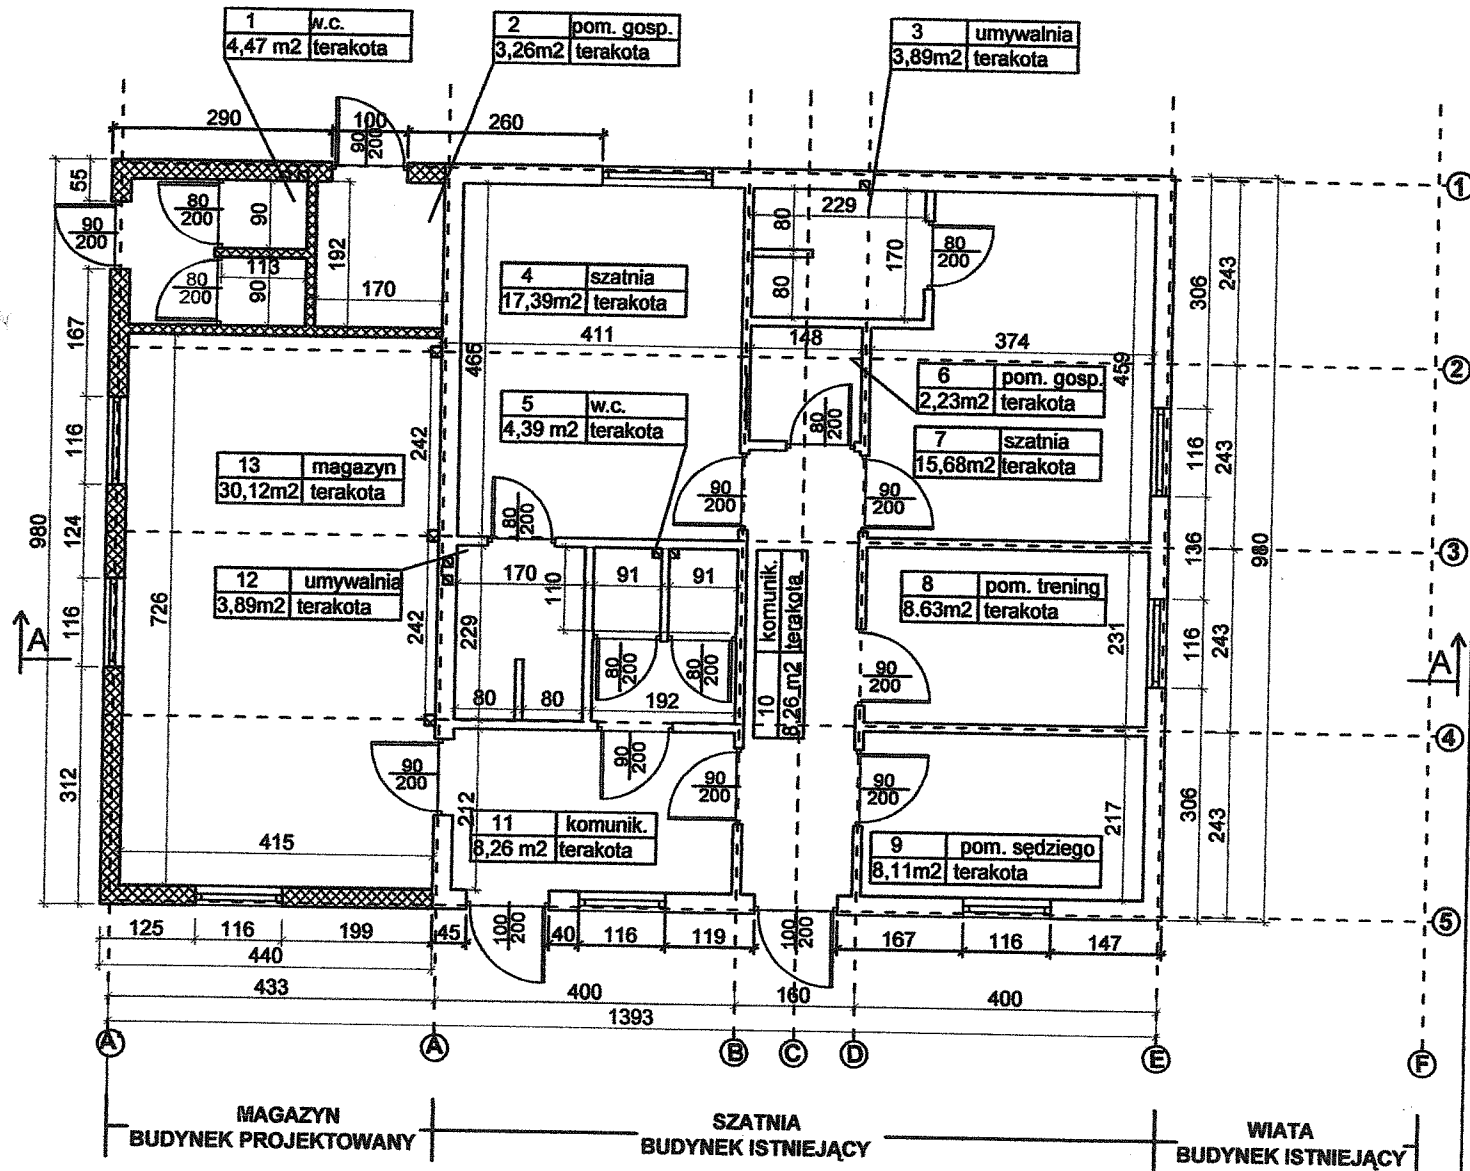 1 w.c.
4,47 m2 terakota
2 pom. gosp.
3,26m2 terakota
3 umywalnia
3,89m2 terakota
290
100
260
90
200
55
90
200
80
200
90
192
80
229
170
80
200
306
243
1
113
80
200
90
170
80
4 szatnia
17,39m2 terakota
167
465
411
148
374
459
2
6 pom. gosp.
2,23m2 terakota
5 w.c.
4,39 m2 terakota
80
200
116
242
7 szatnia
15,68m2 terakota
116
243
13 magazyn
30,12m2 terakota
90
200
90
200
980
124
80
200
136
980
3
12 umywalnia
3,89m2 terakota
170
110
91
91
komunik.
terakota
8 pom. trening
8.63m2 terakota
A
116
726
242
229
231
116
243
A
80
200
80
200
90
200
80
80
192
10
8,26 m2
4
312
90
200
90
200
90
200
90
200
212
217
306
243
11 komunik.
8,26 m2 terakota
415
9 pom. sędziego
8,11m2 terakota
5
125
116
199
45
100
200
40
116
119
100
200
167
116
147
440
433
400
160
400
1393
A'
A
B
C
D
E
F
MAGAZYN
BUDYNEK PROJEKTOWANY
SZATNIA
BUDYNEK ISTNIEJĄCY
WIATA
BUDYNEK ISTNIEJĄCY